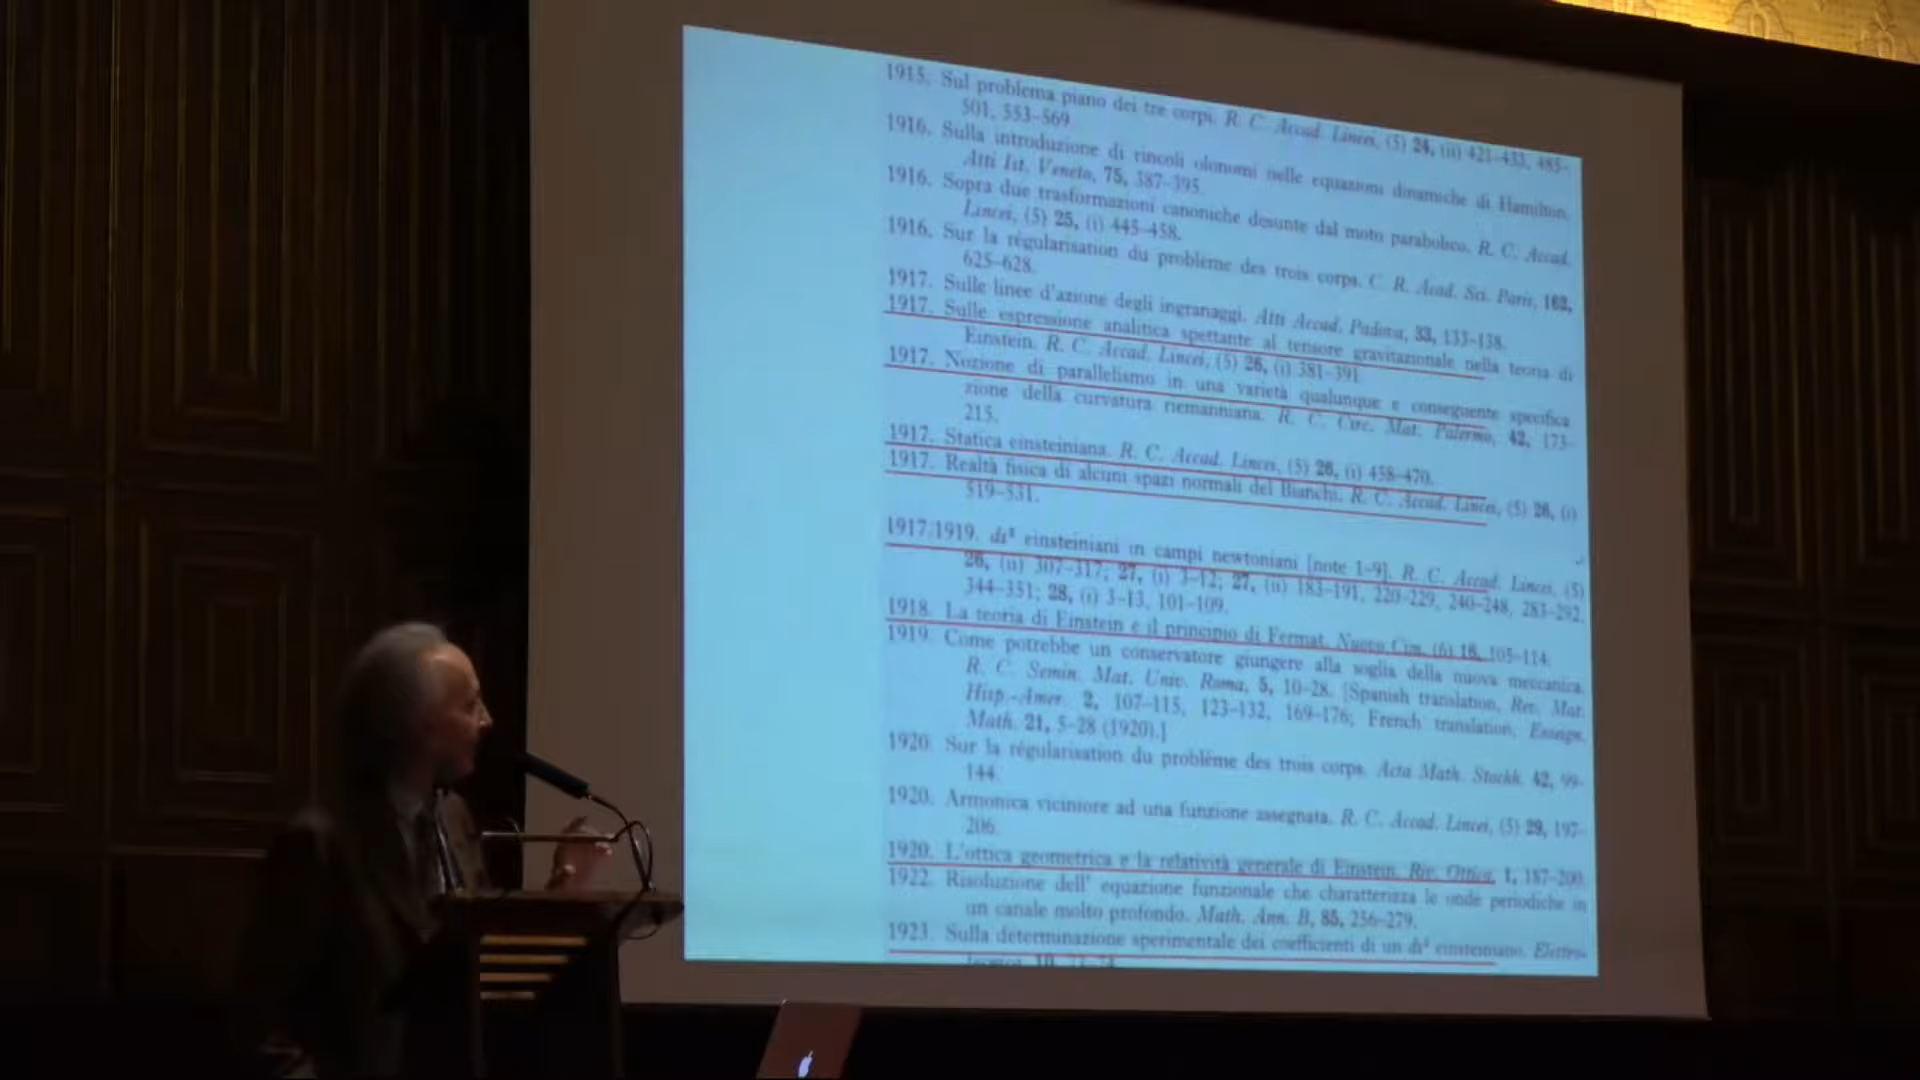 1915. Sul problema piano dei tre corpi. R. C. Accad. Lincei, (5) 24, (ii) 421–433, 485–
501, 553–569.
1916. Sulla introduzione di vincoli olonomi nelle equazioni dinamiche di Hamilton.
Atti Ist. Veneto, 75, 387–395.
1916. Sopra due trasformazioni canoniche desunte dal moto parabolico. R. C. Accad.
Lincei, (5) 25, (i) 445–458.
1916. Sur la régularisation du problème des trois corps. C. R. Acad. Sci. Paris, 162,
625–628.
1917. Sulle linee d'azione degli ingranaggi. Atti Accad. Padova, 33, 133–138.
1917. Sulle espressione analitica spettante al tensore gravitazionale nella teoria di
Einstein. R. C. Accad. Lincei, (5) 26, (i) 381–391
1917. Nozione di parallelismo in una varietà qualunque e conseguente specifica
zione della curvatura riemanniana. R. C. Circ. Mat. Palermo, 42, 173–
215.
1917. Statica einsteiniana. R. C. Accad. Lincei, (5) 26, (i) 458–470.
1917. Realtà fisica di alcuni spazi normali del Bianchi. R. C. Accad. Lincei, (5) 26, (i)
519–531.
1917/1919. ds² einsteiniani in campi newtoniani [note 1–9]. R. C. Accad. Lincei, (5)
26, (ii) 307–317; 27, (i) 3–12; 27, (ii) 183–191, 220–229, 240–248, 283–292,
344–351; 28, (i) 3–13, 101–109.
1918. La teoria di Einstein e il principio di Fermat. Nuovo Cim. (6) 16, 105–114.
1919. Come potrebbe un conservatore giungere alla soglia della nuova meccanica.
R. C. Semin. Mat. Univ. Roma, 5, 10–28. [Spanish translation, Rev. Mat.
Hisp.-Amer. 2, 107–115, 123–132, 169–176; French translation, Enseign.
Math. 21, 5–28 (1920).]
1920. Sur la régularisation du problème des trois corps. Acta Math. Stockh. 42, 99–
144.
1920. Armonica viciniore ad una funzione assegnata. R. C. Accad. Lincei, (5) 29, 197–
206.
1920. L'ottica geometrica e la relatività generale di Einstein. Riv. Ottica, 1, 187–200.
1922. Risoluzione dell' equazione funzionale che charatterizza le onde periodiche in
un canale molto profondo. Math. Ann. B, 85, 256–279.
1923. Sulla determinazione sperimentale dei coefficienti di un ds² einsteniano. Elettro-